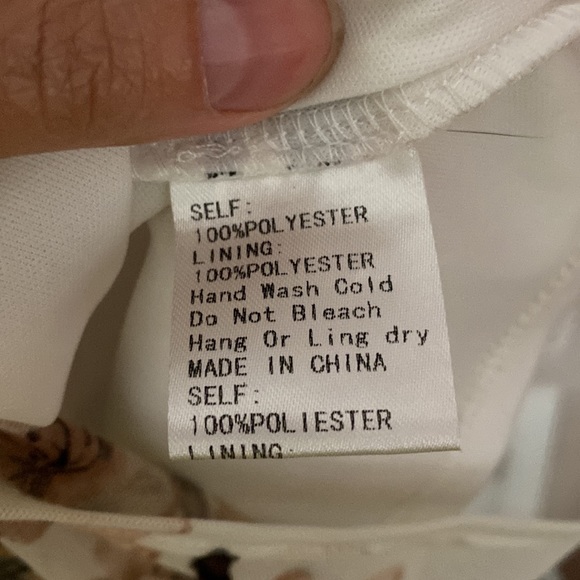 SELF:
100%POLYESTER
LINING:
100%POLYESTER
Hand Wash Cold
Do Not Bleach
Hang Or Ling dry
MADE IN CHINA
SELF:
100%POLIESTER
LINING: